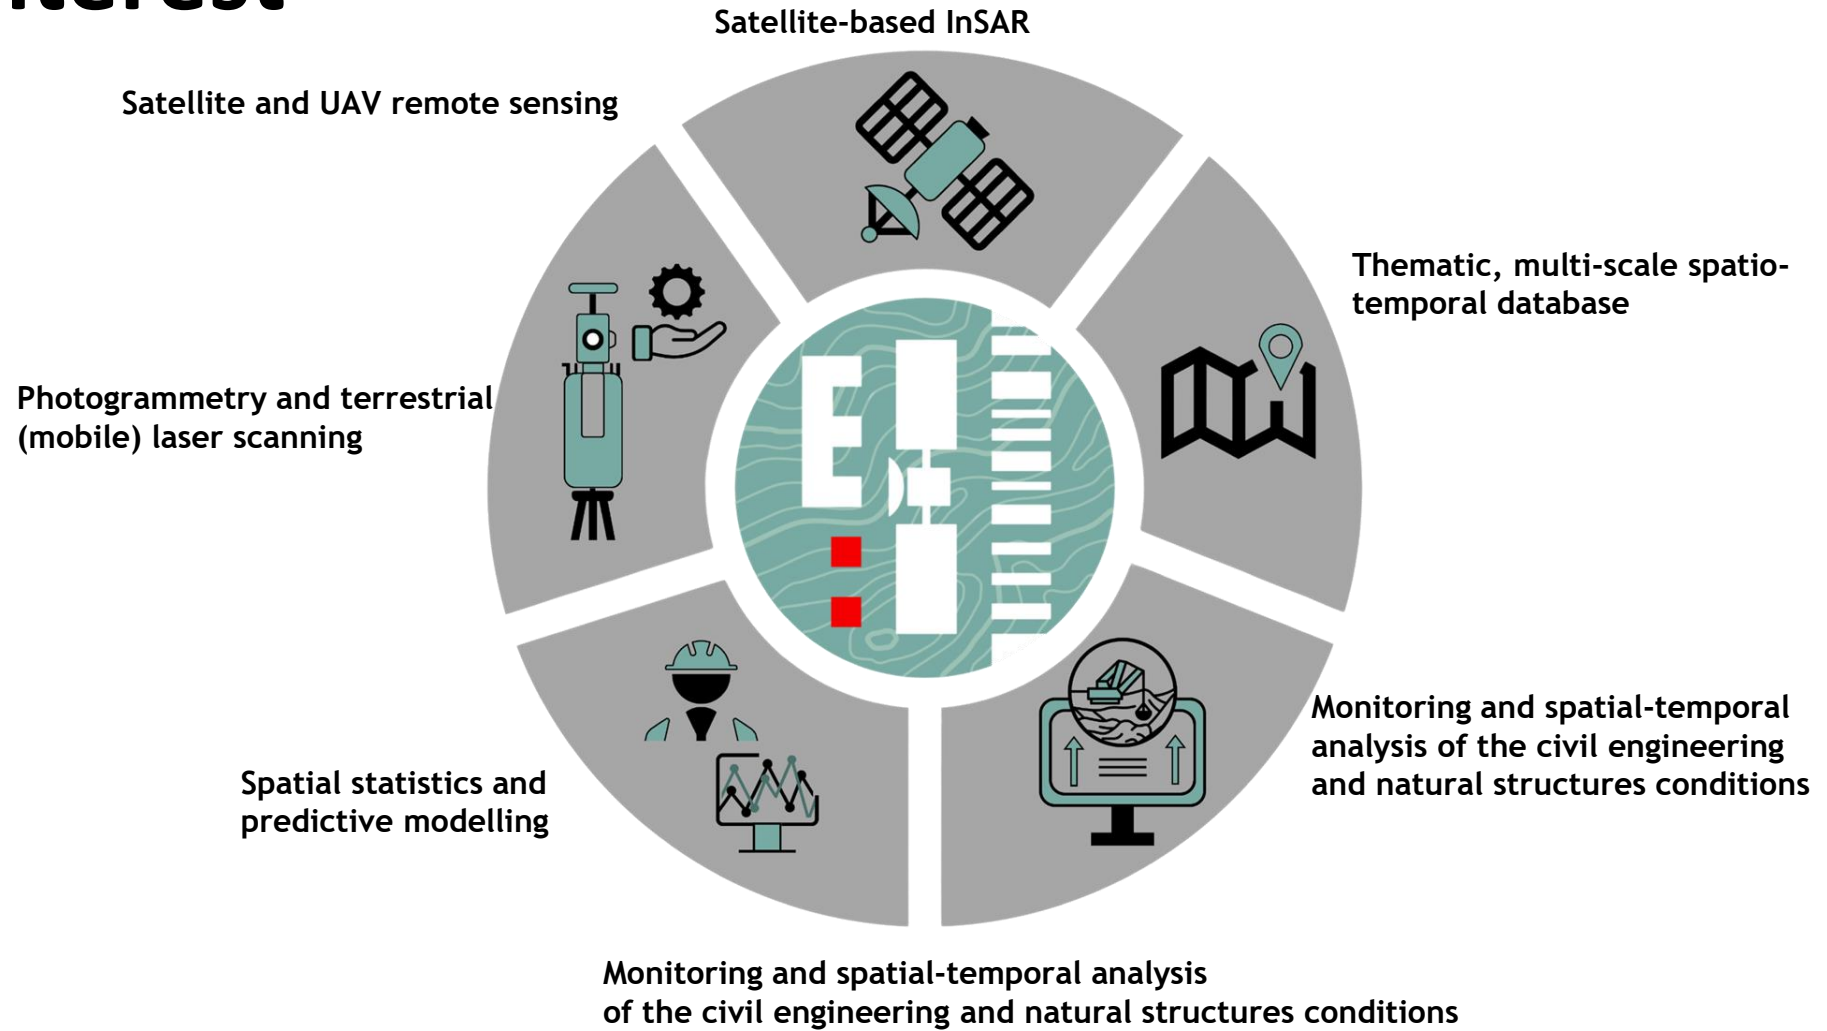 Satellite-based InSAR
Satellite and UAV remote sensing
Thematic, multi-scale spatio-
temporal database
Photogrammetry and terrestrial
(mobile) laser scanning
Monitoring and spatial-temporal
analysis of the civil engineering
and natural structures conditions
Spatial statistics and
predictive modelling
Monitoring and spatial-temporal analysis
of the civil engineering and natural structures conditions